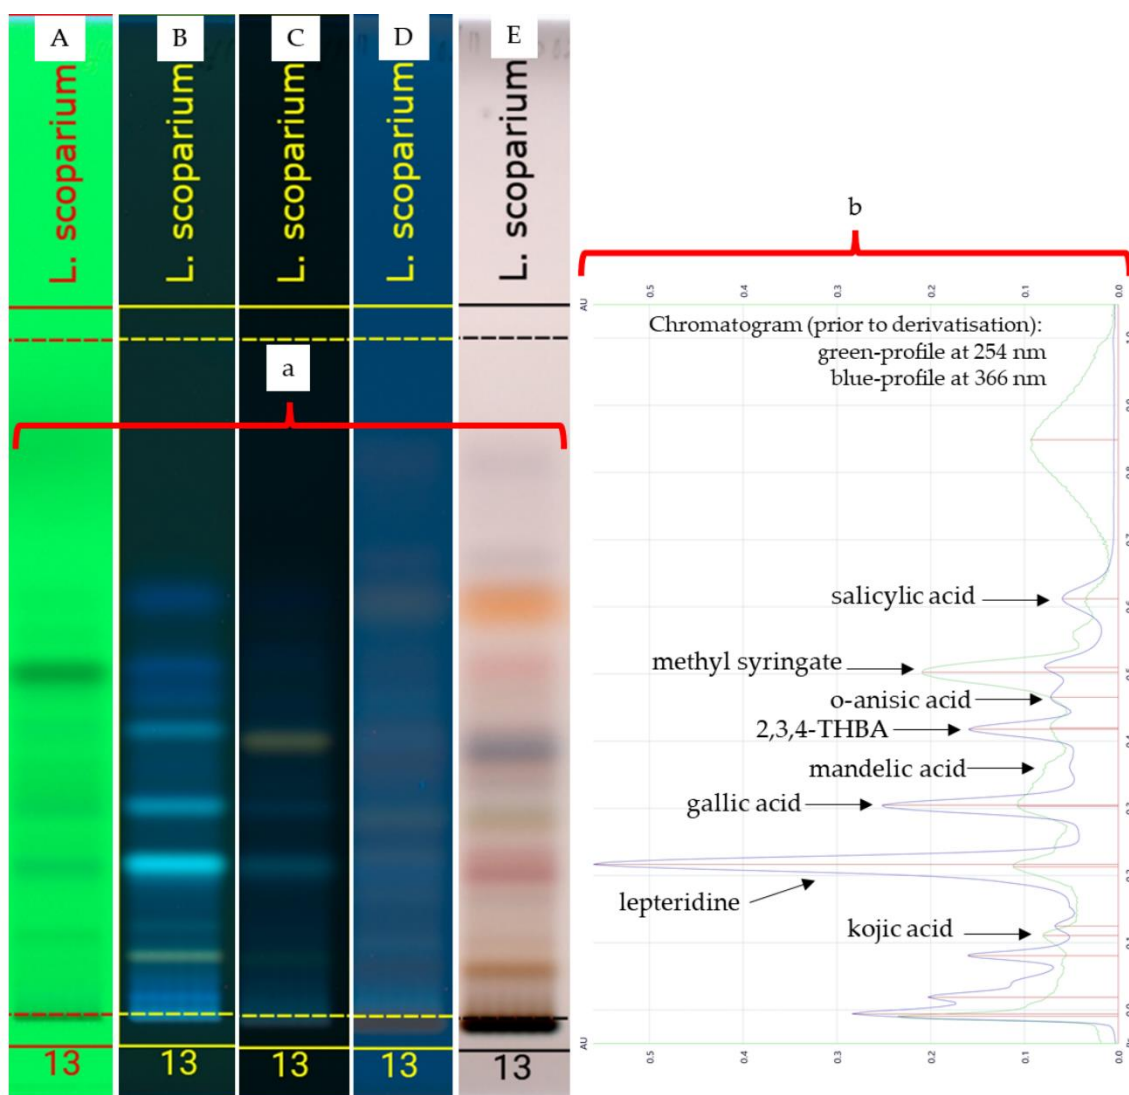 A
B
C
D
E
L. scoparium
L. scoparium
L. scoparium
L. scoparium
L. scoparium
a
13
13
13
13
13
b
AU
0.5
0.4
0.3
0.2
0.1
0.0
Chromatogram (prior to derivatisation):
green-profile at 254 nm
blue-profile at 366 nm
salicylic acid
methyl syringate
o-anisic acid
2,3,4-THBA
mandelic acid
gallic acid
lepteridine
kojic acid
AU
0.5
0.4
0.3
0.2
0.1
0.0